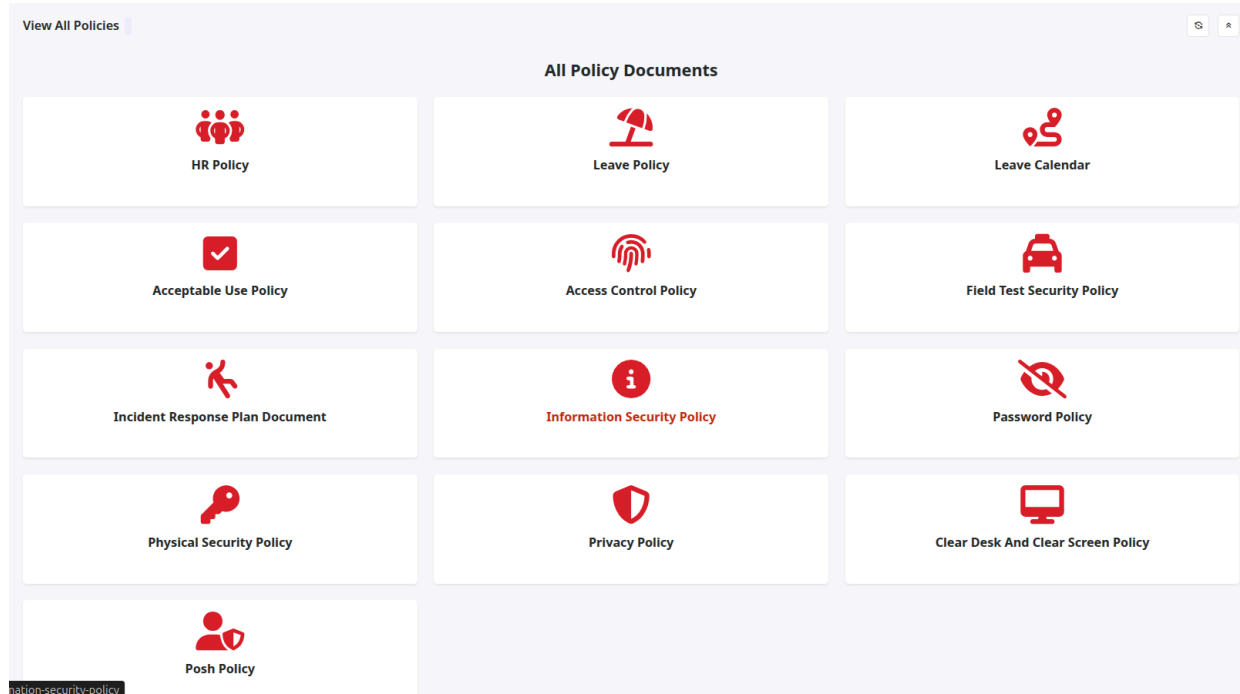 View All Policies
All Policy Documents
HR Policy
Leave Policy
Leave Calendar
Acceptable Use Policy
Access Control Policy
Field Test Security Policy
Incident Response Plan Document
Information Security Policy
Password Policy
Physical Security Policy
Privacy Policy
Clear Desk And Clear Screen Policy
Posh Policy
nation-security-policy